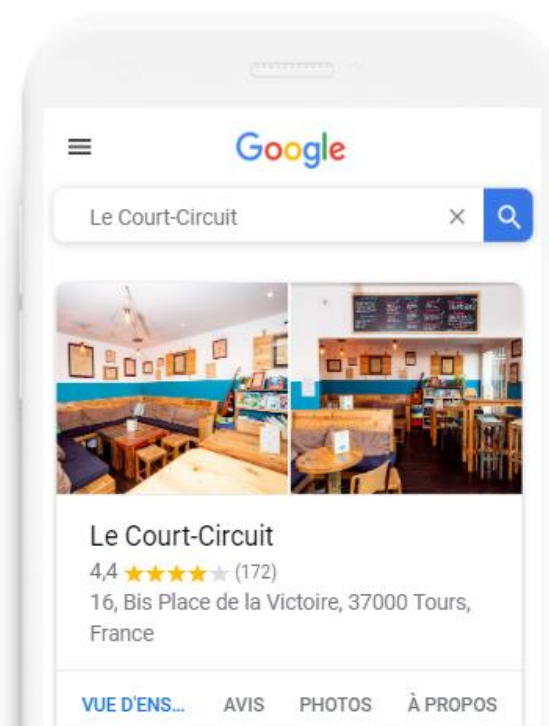 Google
Le Court-Circuit
Le Court-Circuit
4,4 (172)
16, Bis Place de la Victoire, 37000 Tours,
France
VUE D'ENS... AVIS PHOTOS À PROPOS